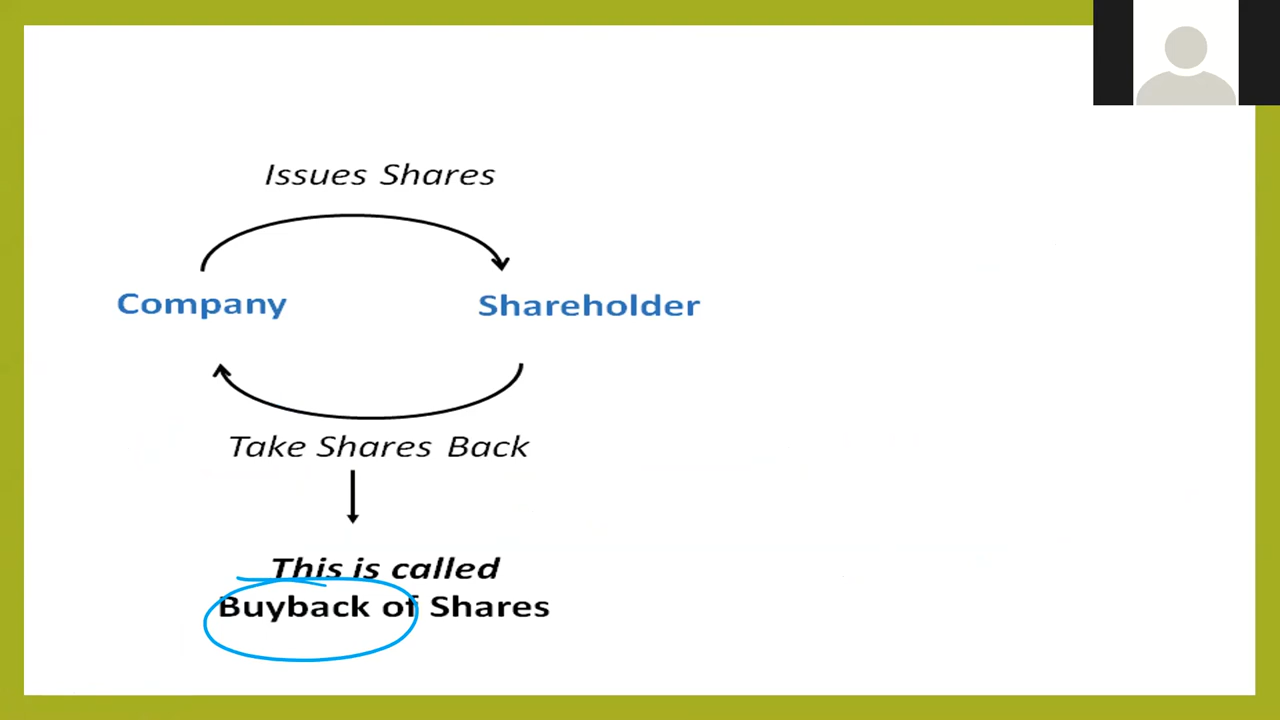 Issues Shares
Company Shareholder
Take Shares Back
This is called
Buyback of Shares